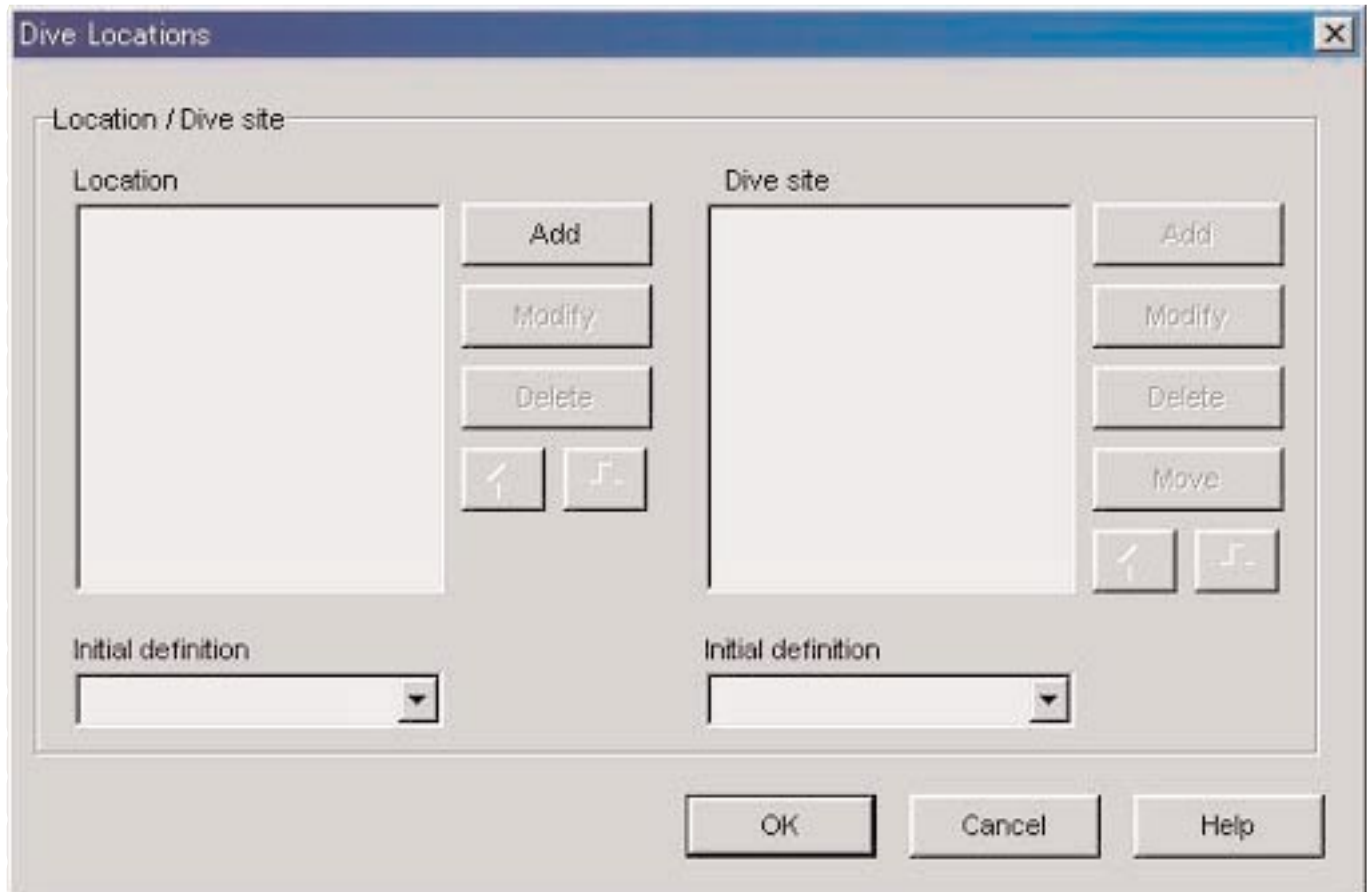 Dive Locations
Location / Dive site
Location
Dive site
Add
Add
Modify
Modify
Delete
Delete
Move
Initial definition
Initial definition
OK
Cancel
Help